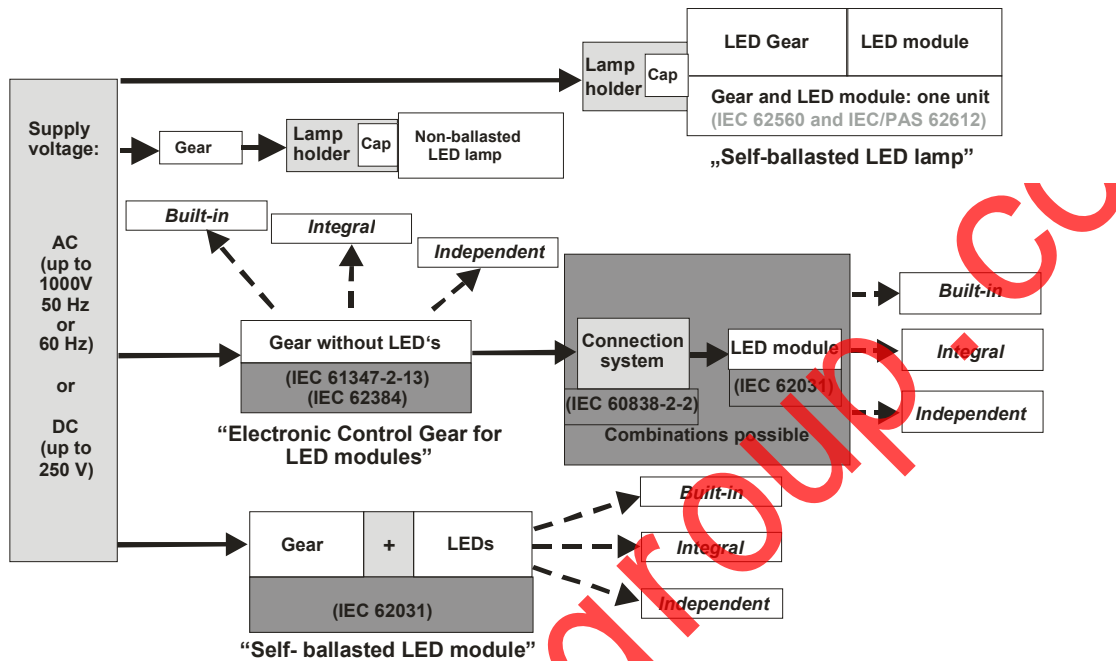 Supply
voltage:
AC
(up to
1000V
50 Hz
or
60 Hz)
or
DC
(up to
250 V)
Lamp
holder
Cap
LED Gear
LED module
Gear and LED module: one unit
(IEC 62560 and IEC/PAS 62612)
„Self-ballasted LED lamp”
Gear
Lamp
holder
Cap
Non-ballasted
LED lamp
Built-in
Integral
Independent
Gear without LED‘s
(IEC 61347-2-13)
(IEC 62384)
“Electronic Control Gear for
LED modules”
Connection
system
(IEC 60838-2-2)
LED module
(IEC 62031)
Combinations possible
Built-in
Integral
Independent
Gear
+
LEDs
(IEC 62031)
“Self- ballasted LED module”
Built-in
Integral
Independent
group.co